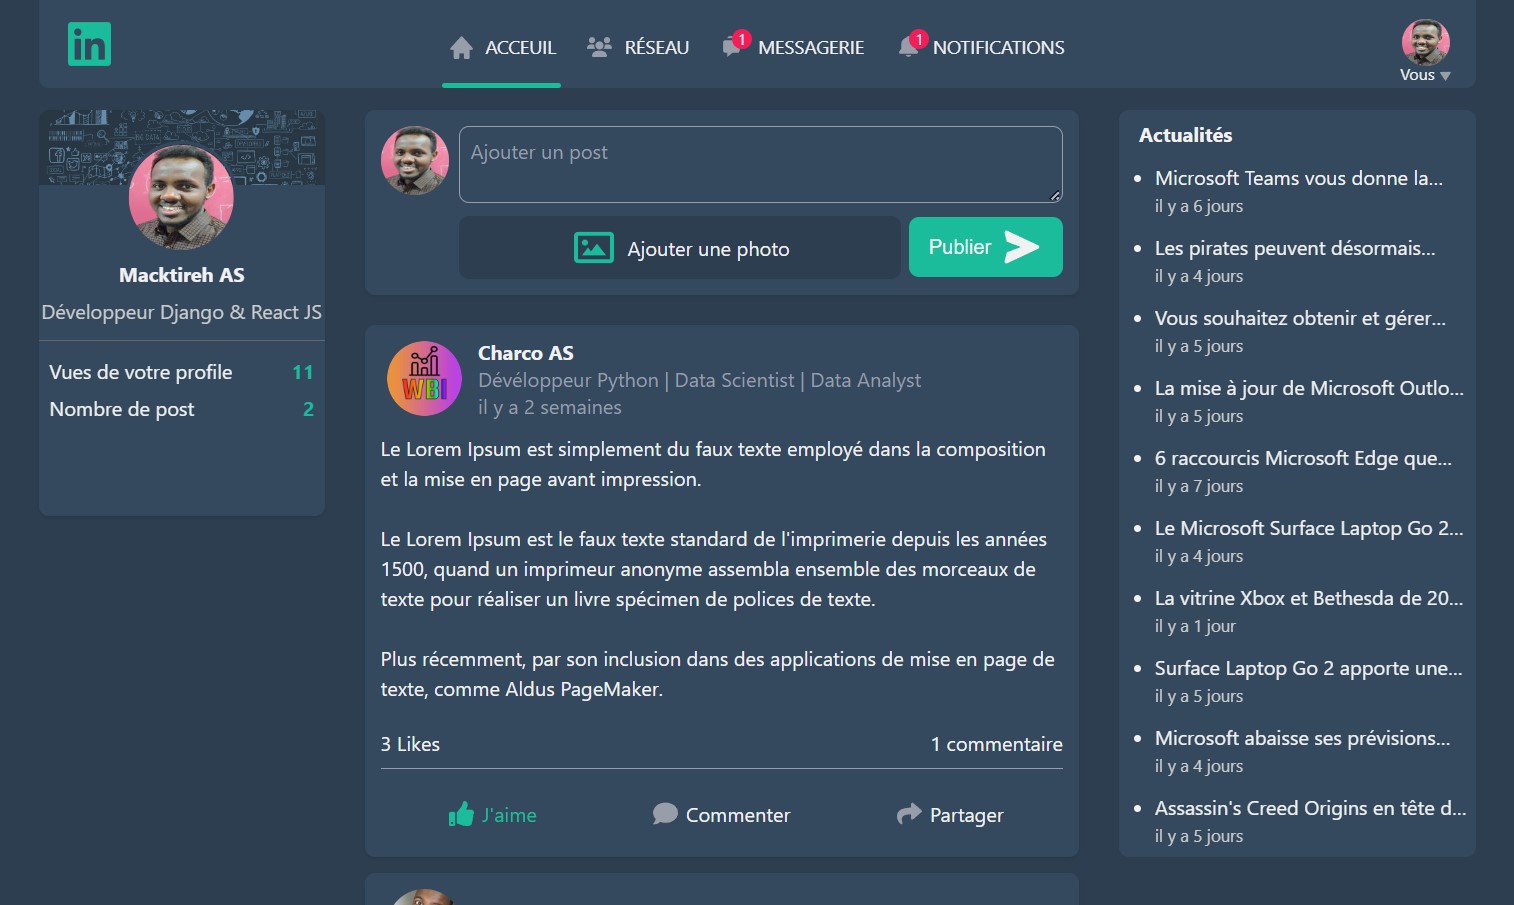 in
ACCEUIL
RÉSEAU
1
MESSAGERIE
1
NOTIFICATIONS
Vous
BIG DATA
Macktireh AS
Développeur Django & React JS
Vues de votre profile 11
Nombre de post 2
Ajouter un post
Ajouter une photo
Publier
WBI
Charco AS
Dévéloppeur Python | Data Scientist | Data Analyst
il y a 2 semaines
Le Lorem Ipsum est simplement du faux texte employé dans la composition
et la mise en page avant impression.
Le Lorem Ipsum est le faux texte standard de l'imprimerie depuis les années
1500, quand un imprimeur anonyme assembla ensemble des morceaux de
texte pour réaliser un livre spécimen de polices de texte.
Plus récemment, par son inclusion dans des applications de mise en page de
texte, comme Aldus PageMaker.
3 Likes
1 commentaire
J'aime
Commenter
Partager
Actualités
Microsoft Teams vous donne la...
il y a 6 jours
Les pirates peuvent désormais...
il y a 4 jours
Vous souhaitez obtenir et gérer...
il y a 5 jours
La mise à jour de Microsoft Outlo...
il y a 5 jours
6 raccourcis Microsoft Edge que...
il y a 7 jours
Le Microsoft Surface Laptop Go 2...
il y a 4 jours
La vitrine Xbox et Bethesda de 20...
il y a 1 jour
Surface Laptop Go 2 apporte une...
il y a 5 jours
Microsoft abaisse ses prévisions...
il y a 4 jours
Assassin's Creed Origins en tête d...
il y a 5 jours